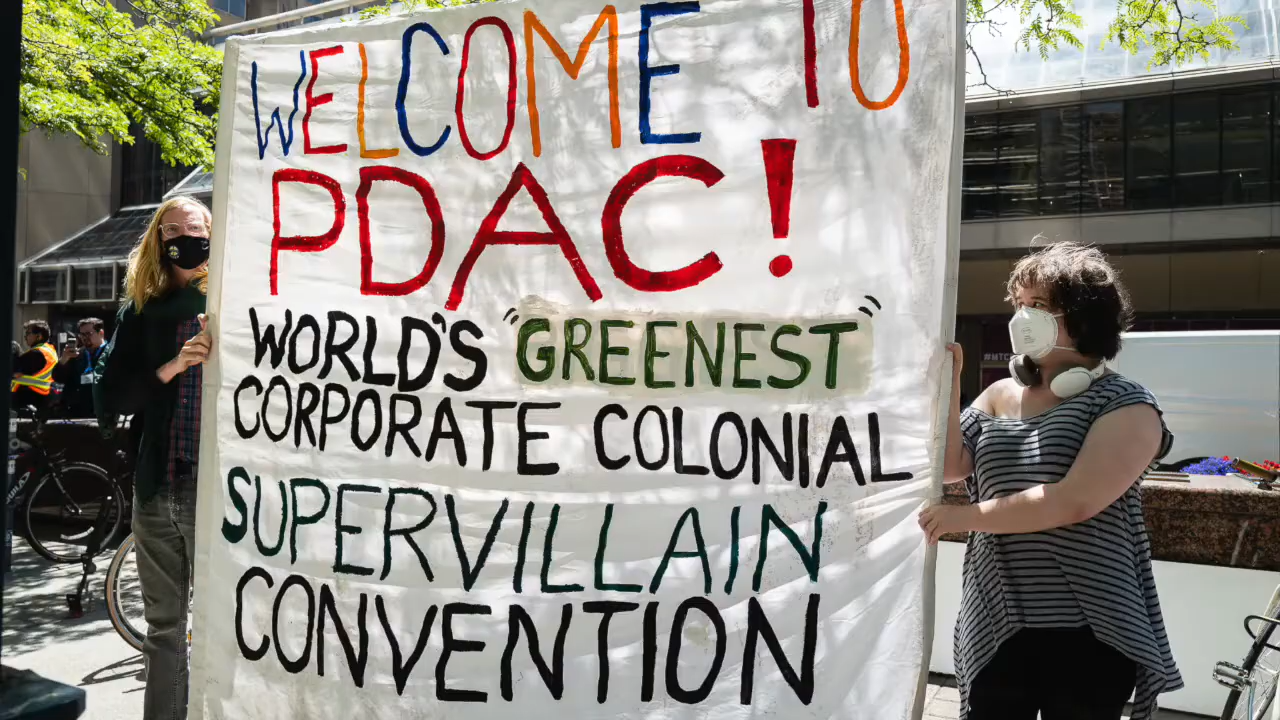 WELCOME TO
PDAC!
WORLD'S "GREENEST"
CORPORATE COLONIAL
SUPERVILLAIN
CONVENTION